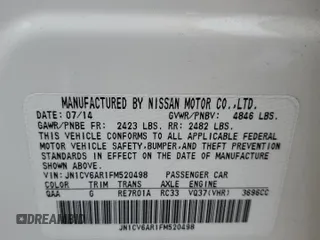 MANUFACTURED BY NISSAN MOTOR CO.,LTD.
DATE: 07/14 GVWR/PNBV: 4846 LBS.
GAWR/PNBE FR: 2423 LBS. RR: 2482 LBS.
THIS VEHICLE CONFORMS TO ALL APPLICABLE
FEDERAL MOTOR VEHICLE
SAFETY,BUMPER,AND THEFT PREVENTION
STANDARDS IN EFFECT ON THE DATE OF MANUFACTURE
SHOWN ABOVE.
VIN: JN1CV6AR1FM520498 PASSENGER CAR
COLOR TRIM TRANS AXLE ENGINE
QAA G RE7R01A RC33 VQ37(VHR) 3696CC
JN1CV6AR1FM520498